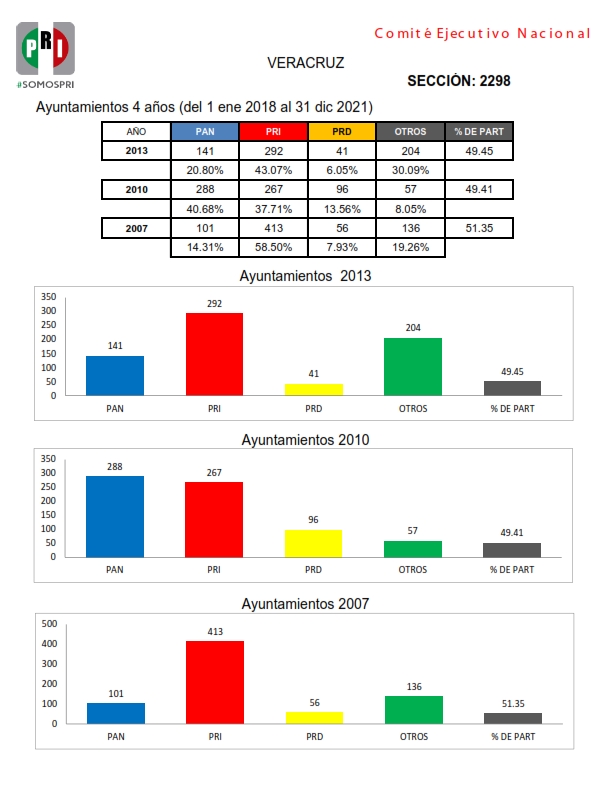 Comité Ejecutivo Nacional
PRI
#SOMOSPRI
VERACRUZ
SECCIÓN: 2298
Ayuntamientos 4 años (del 1 ene 2018 al 31 dic 2021)
AÑO PAN PRI PRD OTROS % DE PART
2013 141 292 41 204 49.45
20.80% 43.07% 6.05% 30.09%
2010 288 267 96 57 49.41
40.68% 37.71% 13.56% 8.05%
2007 101 413 56 136 51.35
14.31% 58.50% 7.93% 19.26%
Ayuntamientos 2013
350
300
250
200
150
100
50
0
141 292 41 204 49.45
PAN PRI PRD OTROS % DE PART
Ayuntamientos 2010
350
300
250
200
150
100
50
0
288 267 96 57 49.41
PAN PRI PRD OTROS % DE PART
Ayuntamientos 2007
500
400
300
200
100
0
101 413 56 136 51.35
PAN PRI PRD OTROS % DE PART